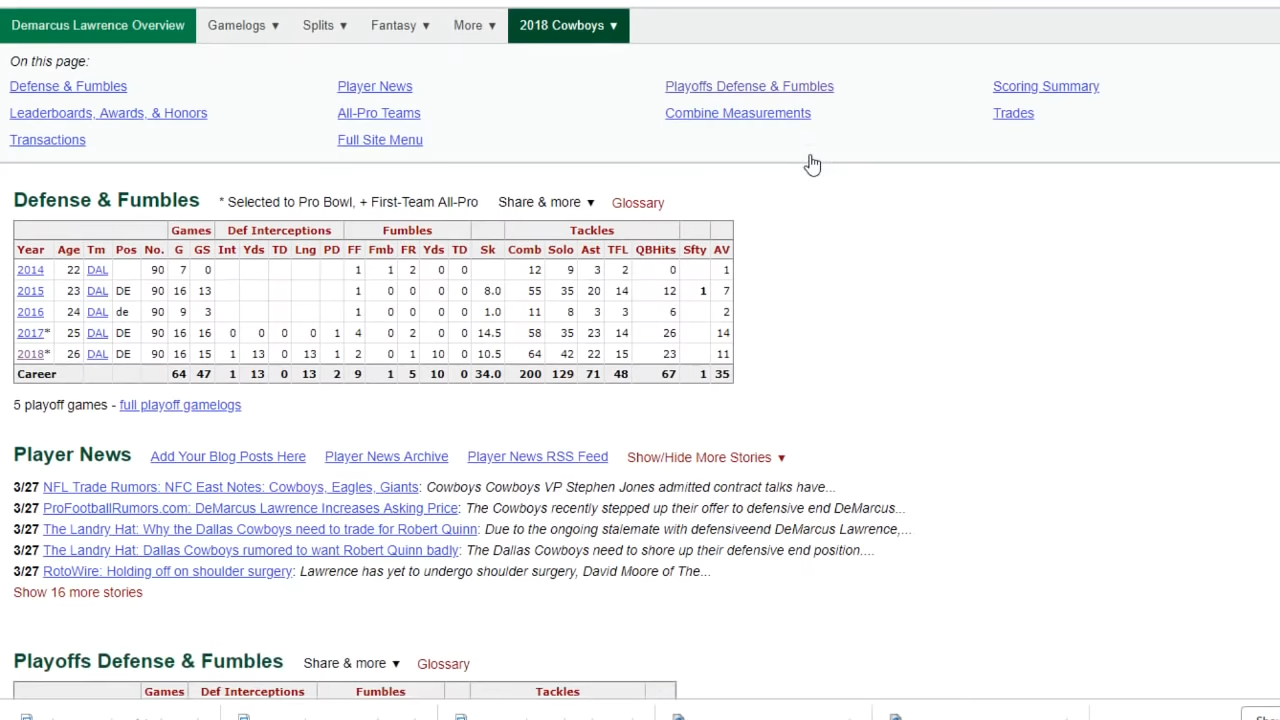 Demarcus Lawrence Overview Gamelogs ▼ Splits ▼ Fantasy ▼ More ▼ 2018 Cowboys ▼
On this page:
Defense & Fumbles Player News Playoffs Defense & Fumbles Scoring Summary
Leaderboards, Awards, & Honors All-Pro Teams Combine Measurements Trades
Transactions Full Site Menu
Defense & Fumbles * Selected to Pro Bowl, + First-Team All-Pro Share & more ▼ Glossary
Games Def Interceptions Fumbles Tackles
Year Age Tm Pos No. G GS Int Yds TD Lng PD FF Fmb FR Yds TD Sk Comb Solo Ast TFL QBHits Sfty AV
2014 22 DAL 90 7 0 1 1 2 0 0 12 9 3 2 0 1
2015 23 DAL DE 90 16 13 1 0 0 0 0 8.0 55 35 20 14 12 1 7
2016 24 DAL de 90 9 3 1 0 0 0 0 1.0 11 8 3 3 6 2
2017* 25 DAL DE 90 16 16 0 0 0 0 1 4 0 2 0 0 14.5 58 35 23 14 26 14
2018* 26 DAL DE 90 16 15 1 13 0 13 1 2 0 1 10 0 10.5 64 42 22 15 23 11
Career 64 47 1 13 0 13 2 9 1 5 10 0 34.0 200 129 71 48 67 1 35
5 playoff games - full playoff gamelogs
Player News Add Your Blog Posts Here Player News Archive Player News RSS Feed Show/Hide More Stories ▼
3/27 NFL Trade Rumors: NFC East Notes: Cowboys, Eagles, Giants: Cowboys Cowboys VP Stephen Jones admitted contract talks have...
3/27 ProFootballRumors.com: DeMarcus Lawrence Increases Asking Price: The Cowboys recently stepped up their offer to defensive end DeMarcus...
3/27 The Landry Hat: Why the Dallas Cowboys need to trade for Robert Quinn: Due to the ongoing stalemate with defensiveend DeMarcus Lawrence,...
3/27 The Landry Hat: Dallas Cowboys rumored to want Robert Quinn badly: The Dallas Cowboys need to shore up their defensive end position....
3/27 RotoWire: Holding off on shoulder surgery: Lawrence has yet to undergo shoulder surgery, David Moore of The...
Show 16 more stories
Playoffs Defense & Fumbles Share & more ▼ Glossary
Games Def Interceptions Fumbles Tackles